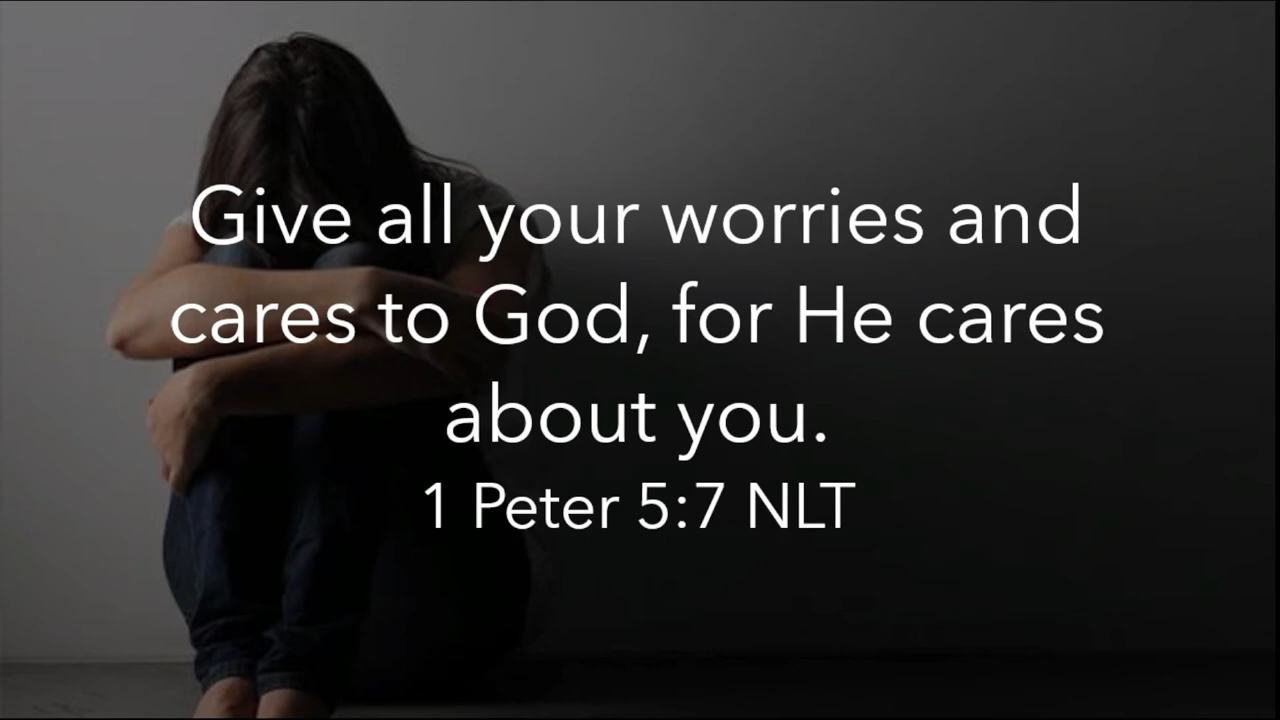 Give all your worries and
cares to God, for He cares
about you.
1 Peter 5:7 NLT